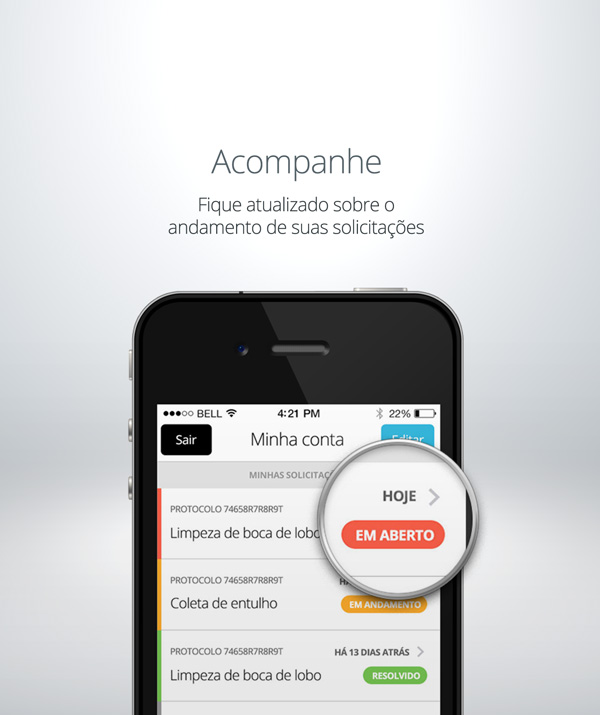 Acompanhe
Fique atualizado sobre o
andamento de suas solicitações
BELL 4:21 PM 22%
Sair Minha conta Editar
MINHAS
PROTOCOLO 74658R7R8R9T HOJE
Limpeza de boca de lobo EM ABERTO
PROTOCOLO 74658R7R8R9T
Coleta de entulho EM ANDAMENTO
PROTOCOLO 74658R7R8R9T HÁ 13 DIAS ATRÁS
Limpeza de boca de lobo RESOLVIDO